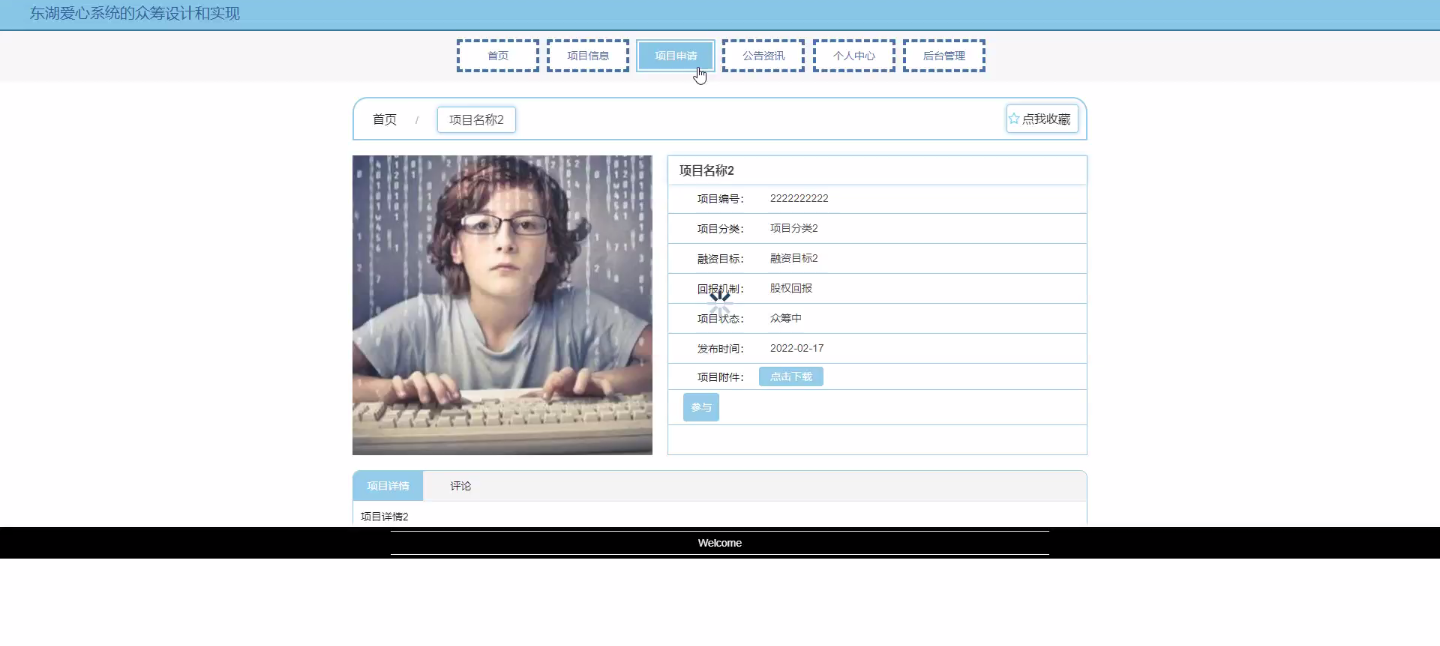 东湖爱心系统的众筹设计和实现
首页 项目信息 项目申请 公告资讯 个人中心 后台管理
首页 / 项目名称2 点我收藏
项目名称2
项目编号: 2222222222
项目分类: 项目分类2
融资目标: 融资目标2
回报机制: 股权回报
项目状态: 众筹中
发布时间: 2022-02-17
项目附件: 点击下载
参与
项目详情 评论
项目详情2
Welcome